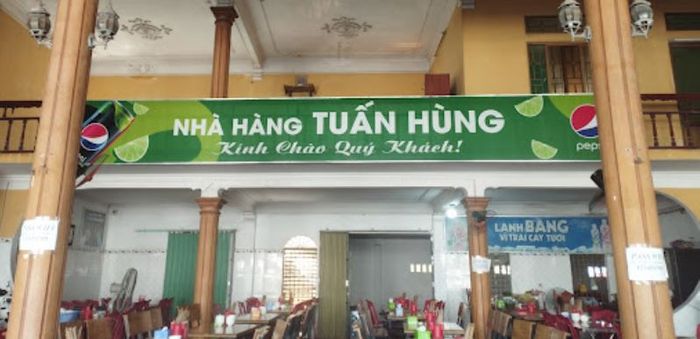 NHÀ HÀNG TUẤN HÙNG
Kính Chào Quý Khách!
pepsi
LẠNH BĂNG
VỊ TRÁI CÂY TƯƠI